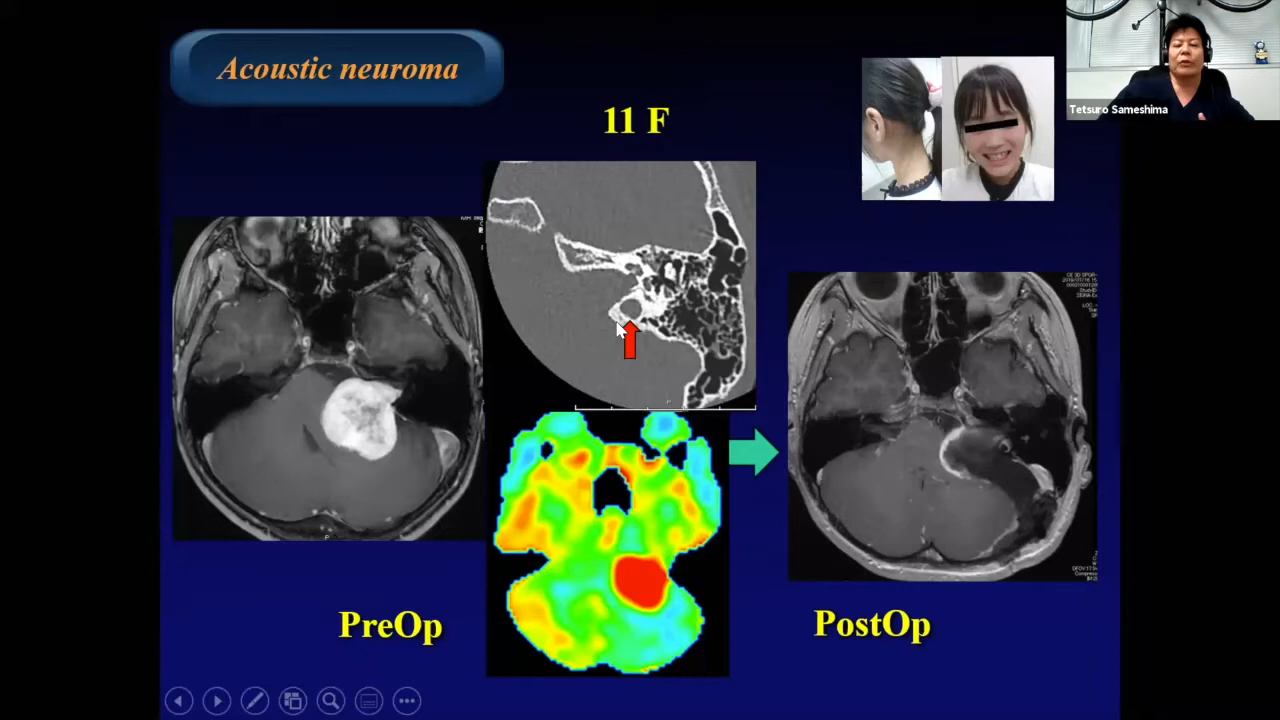 Acoustic neuroma
11 F
Tetsuro Sameshima
P
PreOp
PostOp